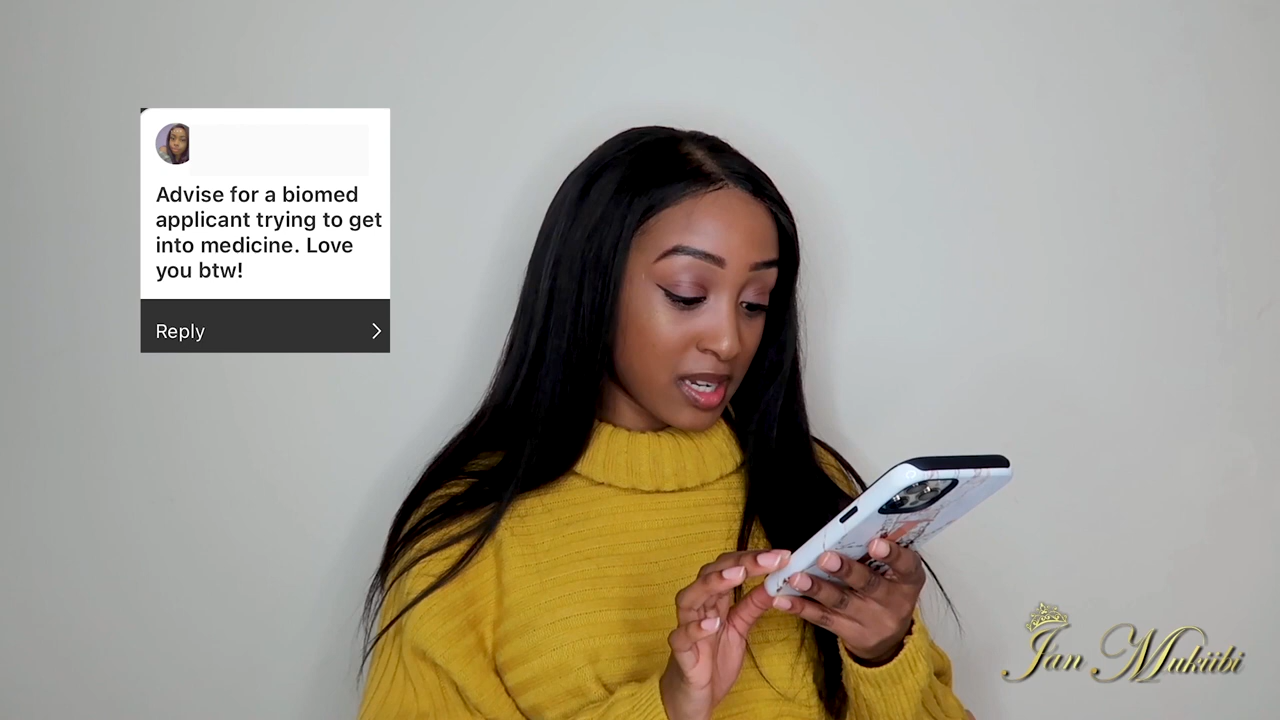 Advise for a biomed
applicant trying to get
into medicine. Love
you btw!
Reply
Jan Mukiibi